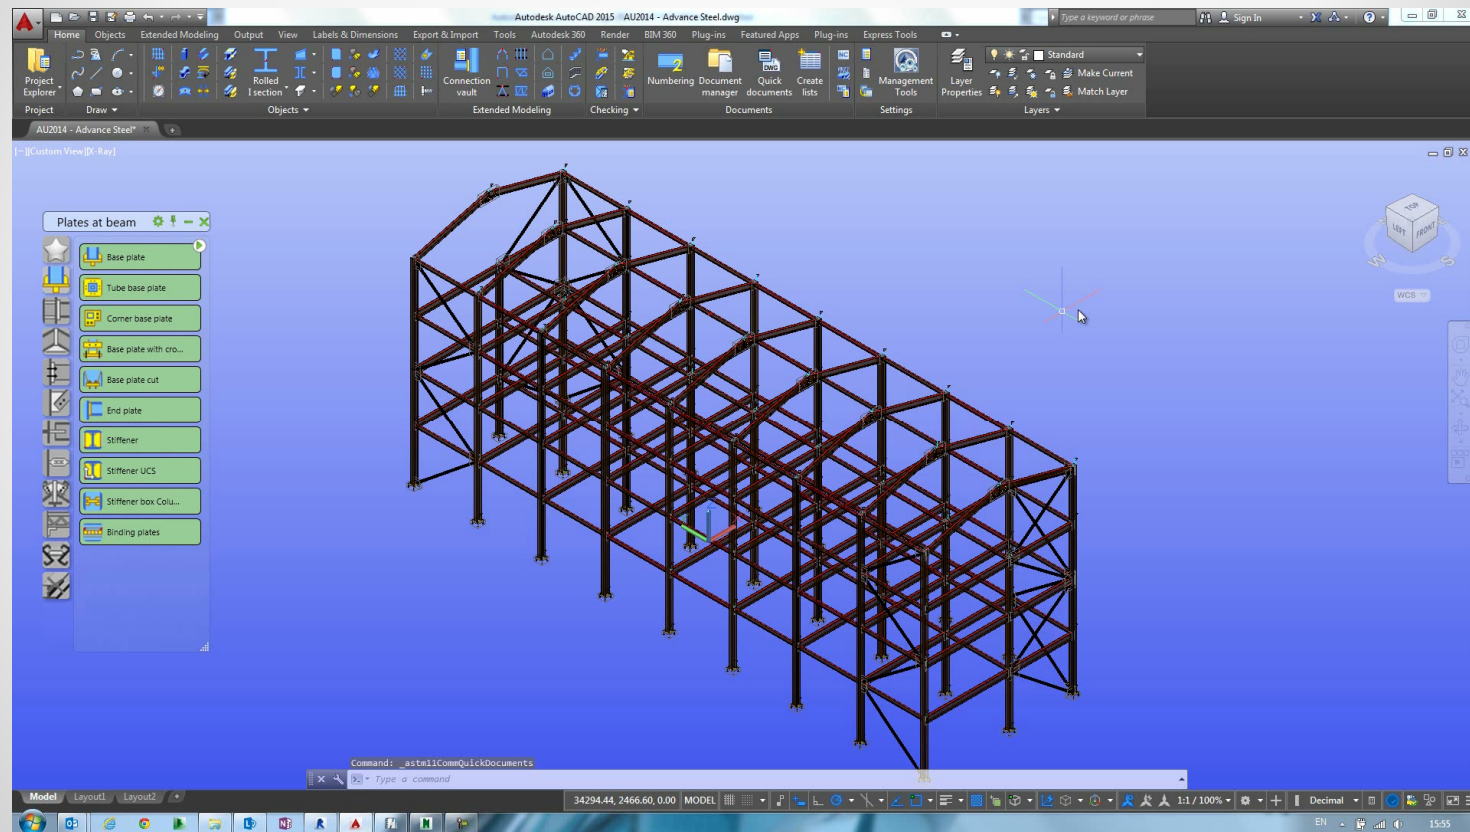 Autodesk AutoCAD 2015   AU2014 - Advance Steel.dwg
Type a keyword or phrase
Sign In
Home Objects Extended Modeling Output View Labels & Dimensions Export & Import Tools Autodesk 360 Render BIM 360 Plug-ins Featured Apps Plug-ins Express Tools
Project Explorer
Rolled I section
Connection vault
Numbering
Document manager
Quick documents
Create lists
Management Tools
Layer Properties
Standard
Make Current
Match Layer
Project Draw Objects Extended Modeling Checking Documents Settings Layers
AU2014 - Advance Steel*
[−][Custom View][X-Ray]
Plates at beam
Base plate
Tube base plate
Corner base plate
Base plate with cro...
Base plate cut
End plate
Stiffener
Stiffener UCS
Stiffener box Colu...
Binding plates
TOP
LEFT
FRONT
W
S
WCS
Command: _astm11CommQuickDocuments
Type a command
Model Layout1 Layout2
34294.44, 2466.60, 0.00 MODEL
1:1 / 100%
Decimal
EN
15:55